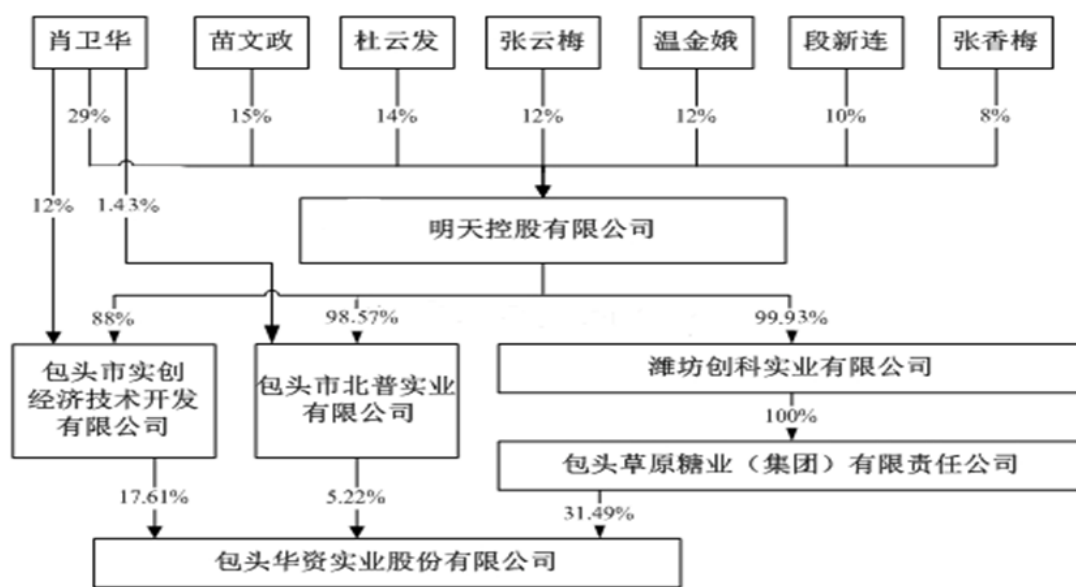 肖卫华
苗文政
杜云发
张云梅
温金娥
段新连
张香梅
29%
15%
14%
12%
12%
10%
8%
12%
1.43%
明天控股有限公司
88%
98.57%
99.93%
包头市实创
经济技术开发
有限公司
包头市北普实业
有限公司
潍坊创科实业有限公司
100%
包头草原糖业（集团）有限责任公司
17.61%
5.22%
31.49%
包头华资实业股份有限公司